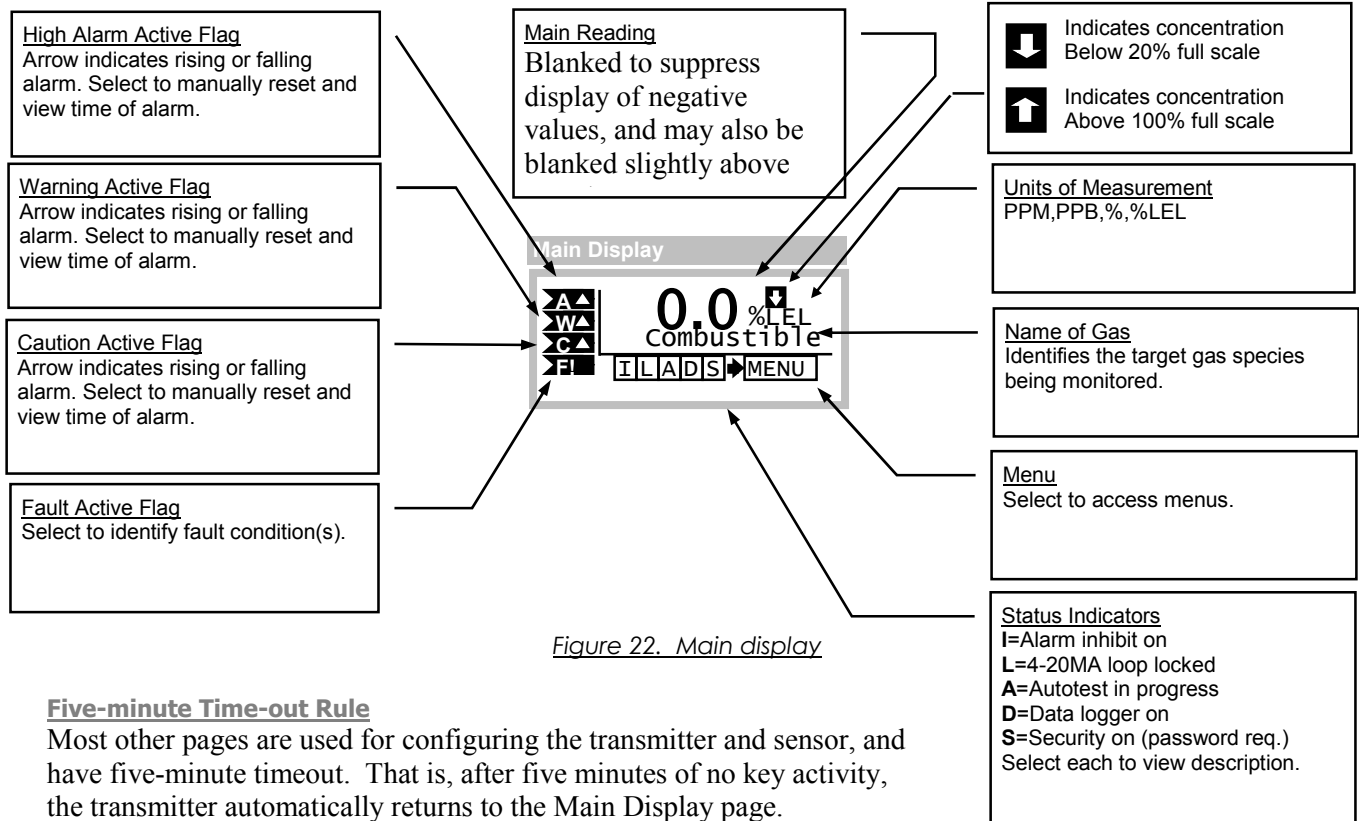 High Alarm Active Flag
Arrow indicates rising or falling
alarm. Select to manually reset and
view time of alarm.
Warning Active Flag
Arrow indicates rising or falling
alarm. Select to manually reset and
view time of alarm.
Caution Active Flag
Arrow indicates rising or falling
alarm. Select to manually reset and
view time of alarm.
Fault Active Flag
Select to identify fault condition(s).
Main Reading
Blanked to suppress
display of negative
values, and may also be
blanked slightly above
Main Display
A
W
C
F!
0.0 %LEL
Combustible
I L A D S MENU
Indicates concentration
Below 20% full scale
Indicates concentration
Above 100% full scale
Units of Measurement
PPM,PPB,%,%LEL
Name of Gas
Identifies the target gas species
being monitored.
Menu
Select to access menus.
Status Indicators
I=Alarm inhibit on
L=4-20MA loop locked
A=Autotest in progress
D=Data logger on
S=Security on (password req.)
Select each to view description.
Figure 22. Main display
Five-minute Time-out Rule
Most other pages are used for configuring the transmitter and sensor, and
have five-minute timeout. That is, after five minutes of no key activity,
the transmitter automatically returns to the Main Display page.